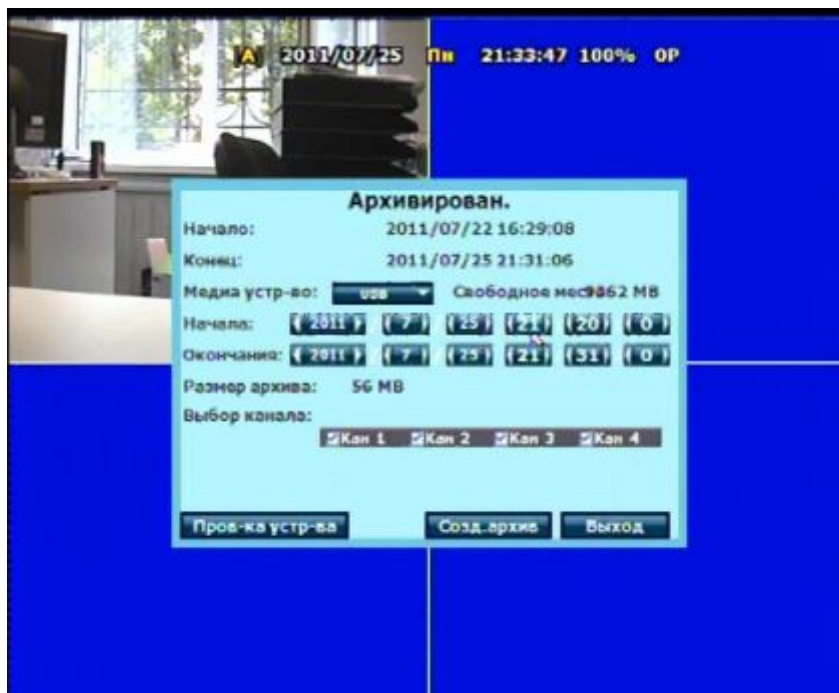 A 2011/07/25 Пн 21:33:47 100% ОР
Архивирован.
Начало: 2011/07/22 16:29:08
Конец: 2011/07/25 21:31:06
Медиа устр-во: USB Свободное мес 62 MB
Начала: 2011 7 25 21 20 0
Окончания: 2011 7 25 21 31 0
Размер архива: 56 MB
Выбор канала:
Кан 1 Кан 2 Кан 3 Кан 4
Пров-ка устр-ва Созд.архив Выход